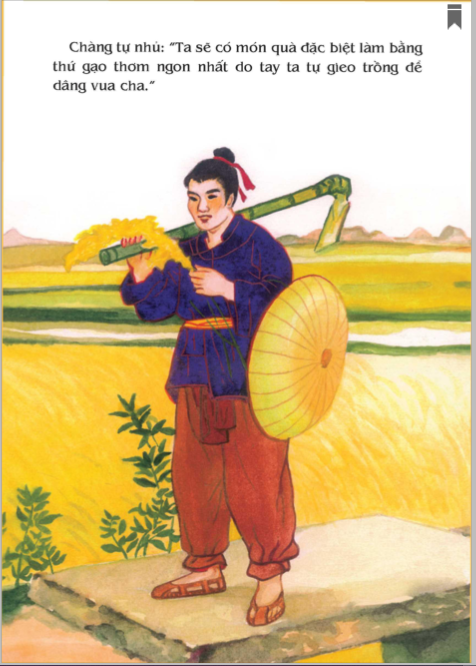 Chàng tự nhủ: "Ta sẽ có món quà đặc biệt làm bằng
thứ gạo thơm ngon nhất do tay ta tự gieo trồng để
dâng vua cha."